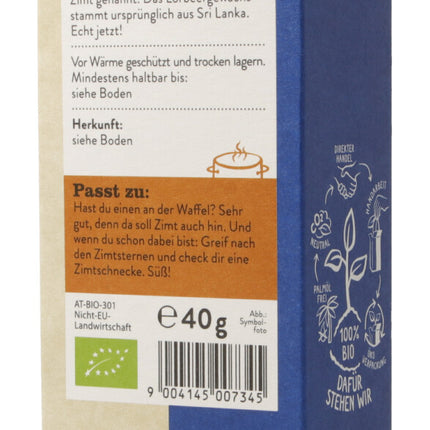 Zimt genannt. Das Lorbeergewächs
stammt ursprünglich aus Sri Lanka.
Echt jetzt!
Vor Wärme geschützt und trocken lagern.
Mindestens haltbar bis:
siehe Boden
Herkunft:
siehe Boden
Passt zu:
Hast du einen an der Waffel? Sehr
gut, denn da soll Zimt auch hin. Und
wenn du schon dabei bist: Greif nach
den Zimtsternen und check dir eine
Zimtschnecke. Süß!
AT-BIO-301
Nicht-EU-
Landwirtschaft
℮40g
Abb.:
Symbol-
foto
9 004145 007345
DIREKTER
HANDEL
HANDARBEIT
NEUTRAL
PALMÖL
FREI
100%
BIO
VERPACKUNG
DAFÜR
STEHEN WIR